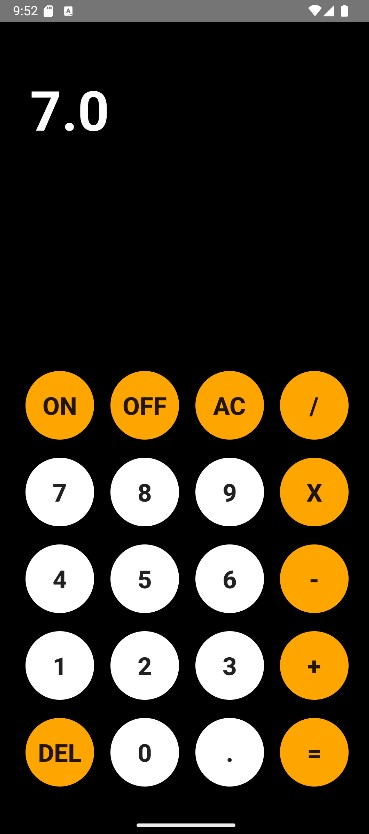 9:52
7.0
ON OFF AC /
7 8 9 X
4 5 6 -
1 2 3 +
DEL 0 . =